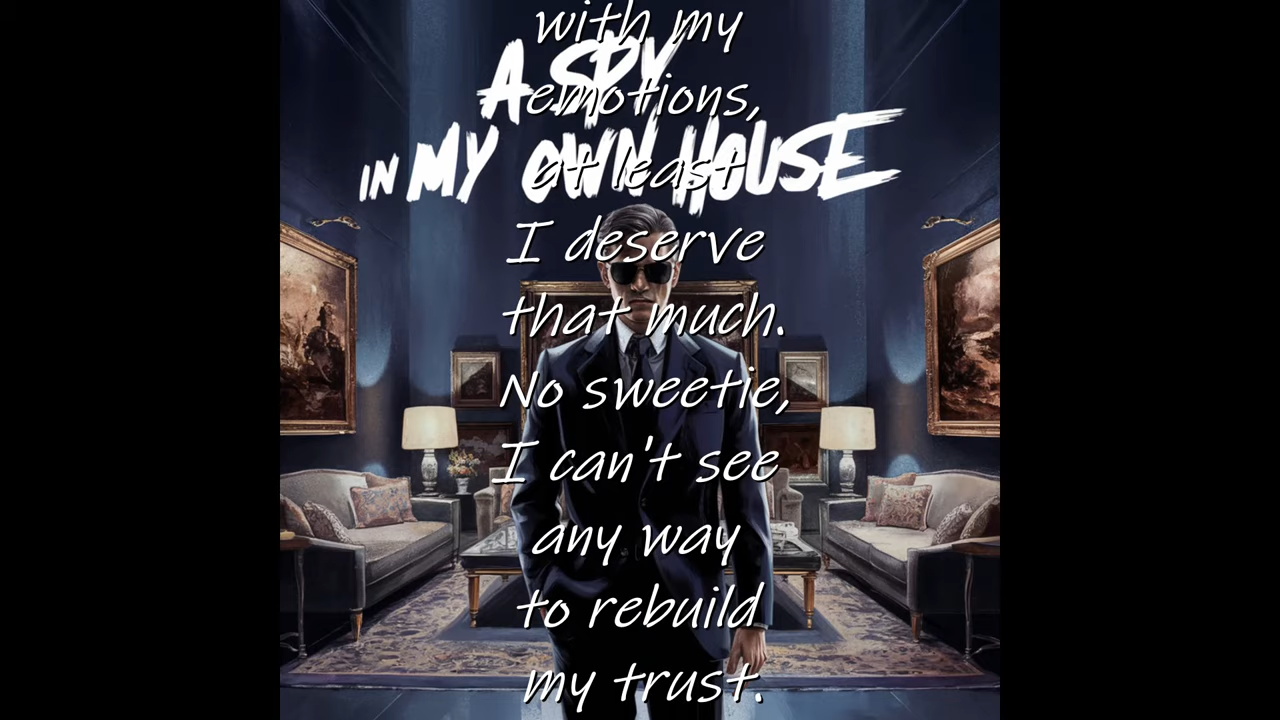 with my
A SPY
emotions,
IN MY OWN HOUSE
at least
I deserve
that much.
No sweetie,
I can't see
any way
to rebuild
my trust.